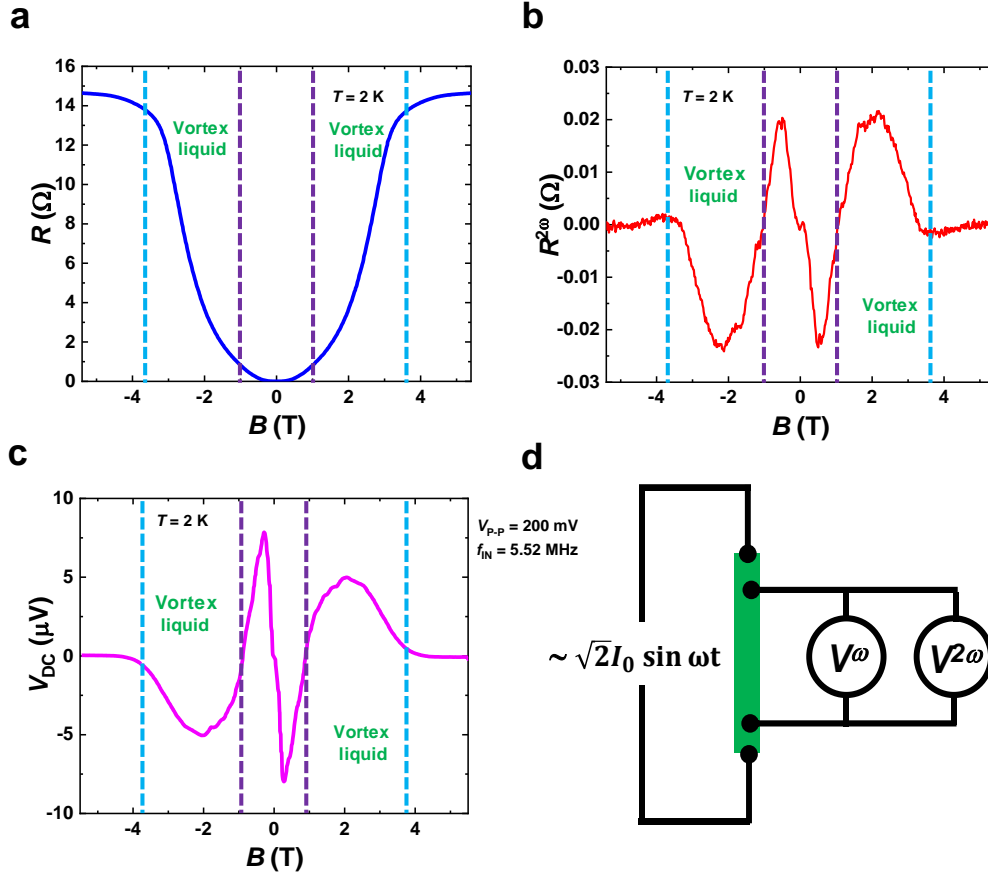 a
T = 2 K
Vortex
liquid
Vortex
liquid
R (Ω)
16
14
12
10
8
6
4
2
0
-4
-2
0
2
4
B (T)
b
T = 2 K
Vortex
liquid
Vortex
liquid
R2ω (Ω)
0.03
0.02
0.01
0.00
-0.01
-0.02
-0.03
-4
-2
0
2
4
B (T)
c
T = 2 K
Vortex
liquid
Vortex
liquid
VDC (μV)
10
5
0
-5
-10
-4
-2
0
2
4
B (T)
VP-P = 200 mV
fIN = 5.52 MHz
d
~ √2I0 sin ωt
Vω
V2ω